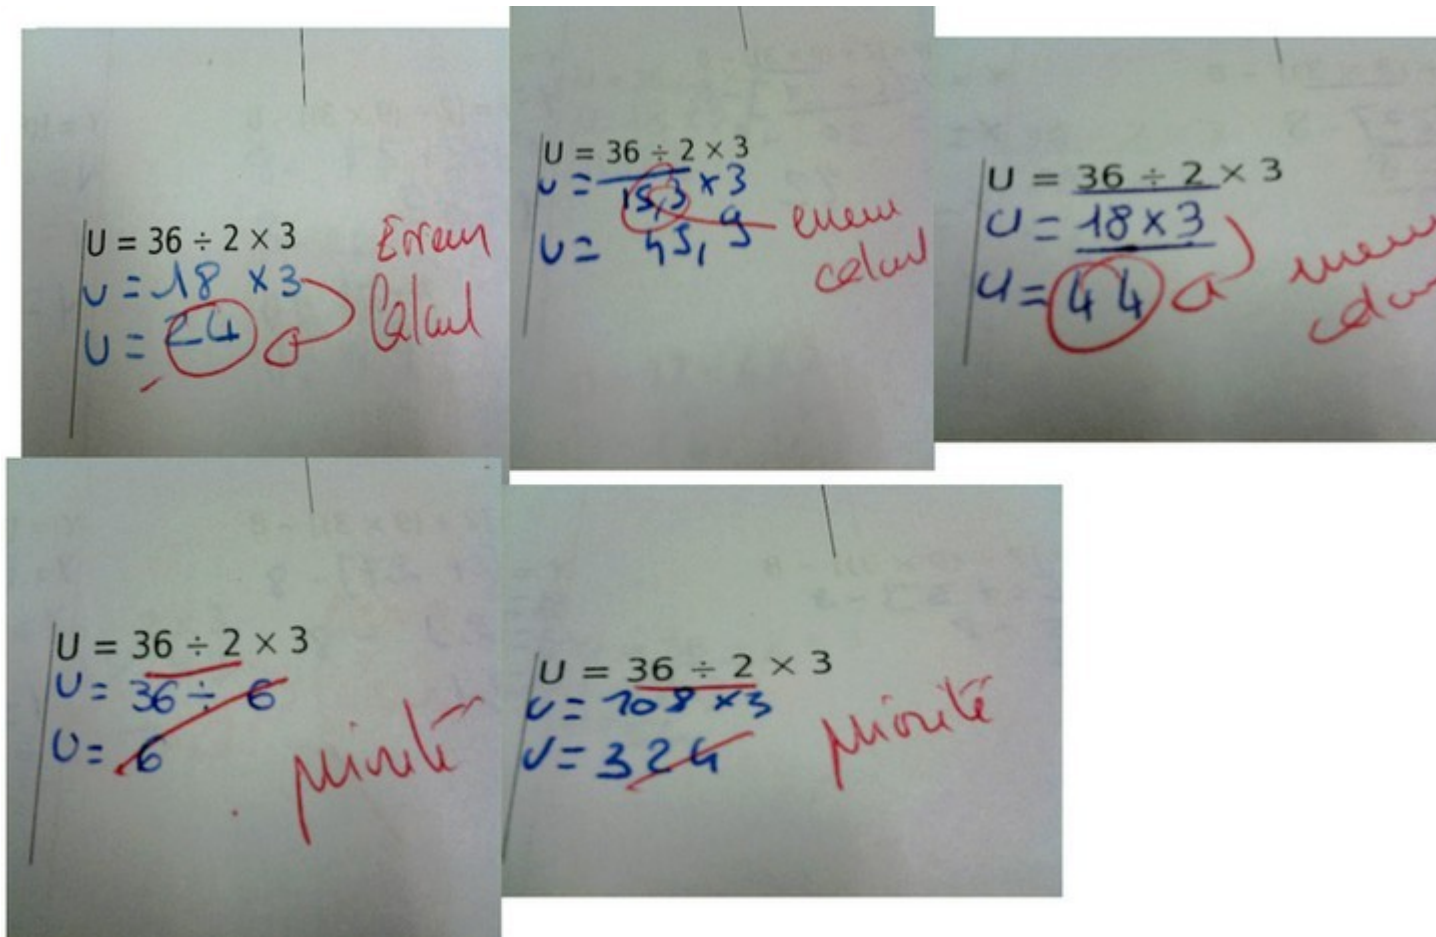 U = 36 ÷ 2 × 3
U = 18 × 3
U = 24
Erreur
Calcul
U = 36 ÷ 2 × 3
U = 15,3 × 3
U = 45,9
erreur
calcul
U = 36 ÷ 2 × 3
U = 18 × 3
U = 44
erreur
calcul
U = 36 ÷ 2 × 3
U = 36 ÷ 6
U = 6
priorité
U = 36 ÷ 2 × 3
U = 108 × 3
U = 324
priorité